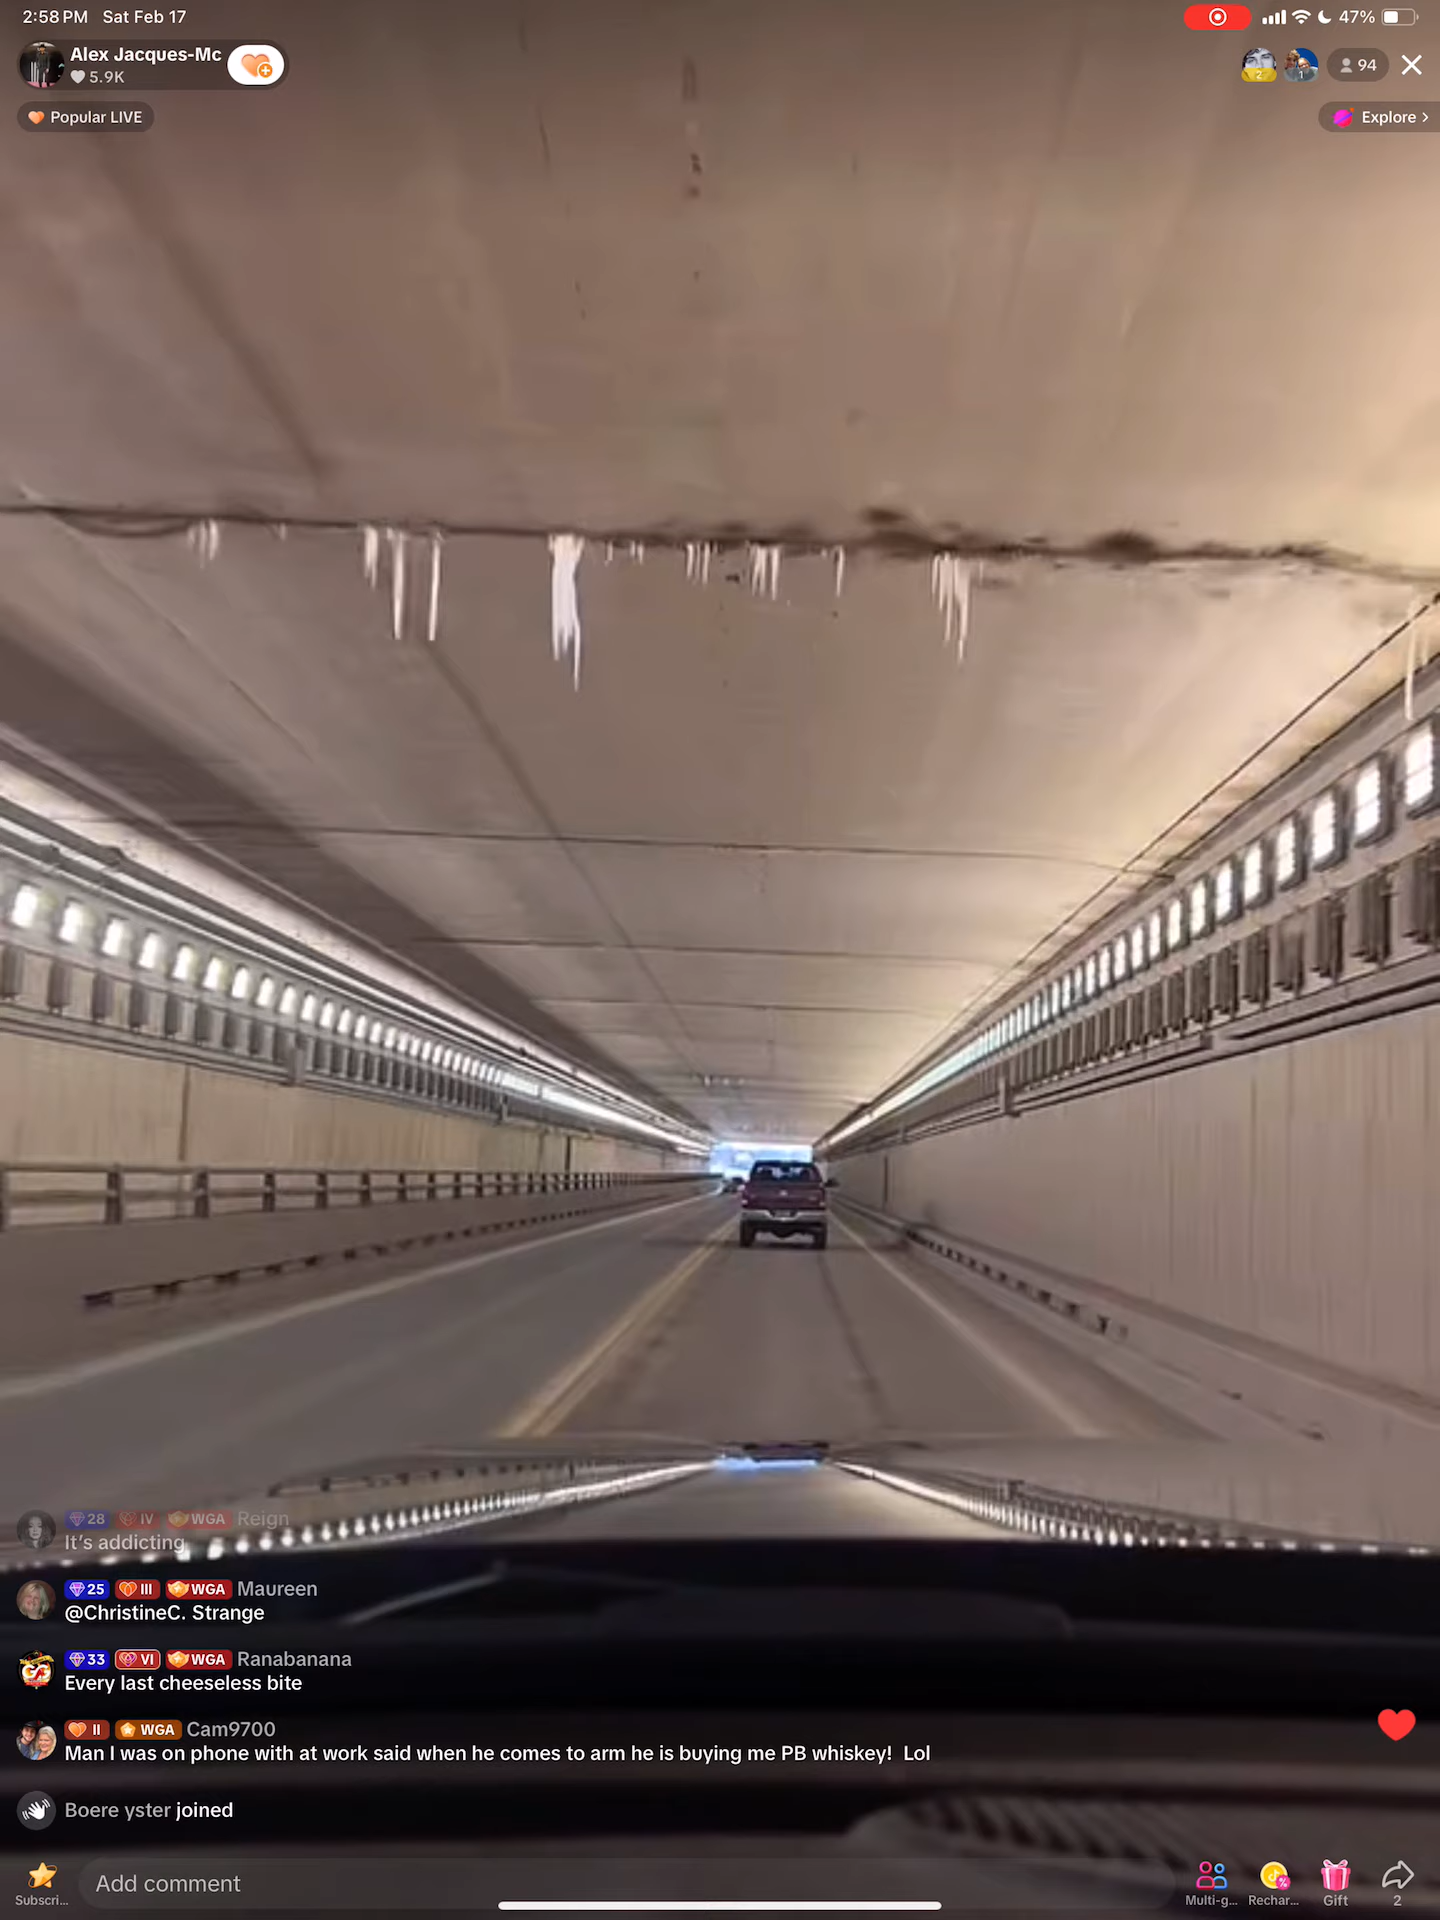 2:58 PM Sat Feb 17
47%
Alex Jacques-Mc
5.9K
2
1
94
Popular LIVE
Explore
28 IV WGA Reign
It's addicting
25 III WGA Maureen
@ChristineC. Strange
33 VI WGA Ranabanana
Every last cheeseless bite
II WGA Cam9700
Man I was on phone with at work said when he comes to arm he is buying me PB whiskey! Lol
Boere yster joined
Add comment
Subscri...
Multi-g...
Rechar...
Gift
2